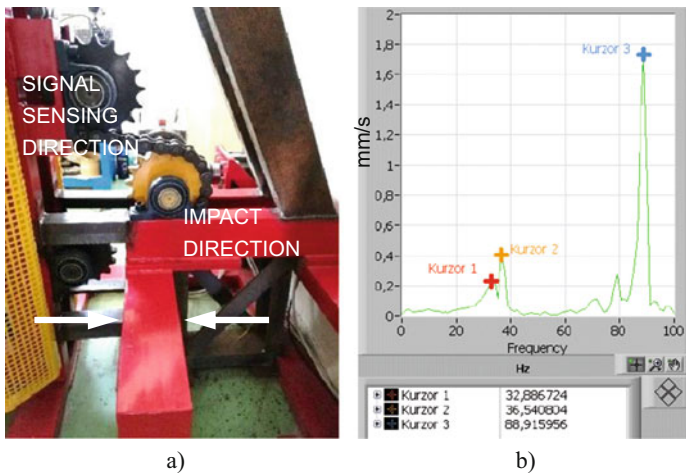 SIGNAL
SENSING
DIRECTION
IMPACT
DIRECTION
a)
mm/s
2
1,8
1,6
1,4
1,2
1
0,8
0,6
0,4
0,2
0
Kurzor 3
Kurzor 2
Kurzor 1
0 20 40 60 80 100
Frequency
Hz
Kurzor 1 32,886724
Kurzor 2 36,540804
Kurzor 3 88,915956
b)